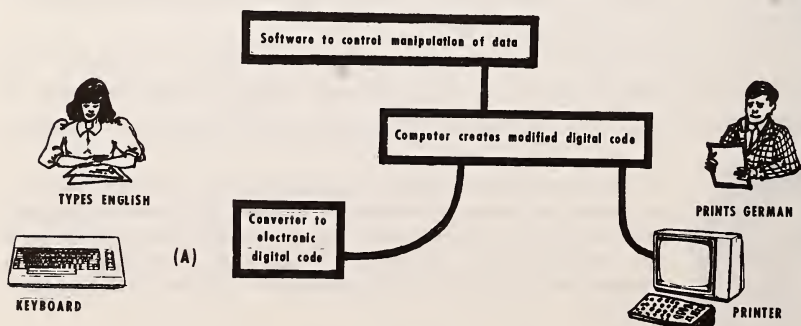 Software to control manipulation of data
Computer creates modified digital code
TYPES ENGLISH
PRINTS GERMAN
Converter to
electronic
digital code
(A)
KEYBOARD
PRINTER